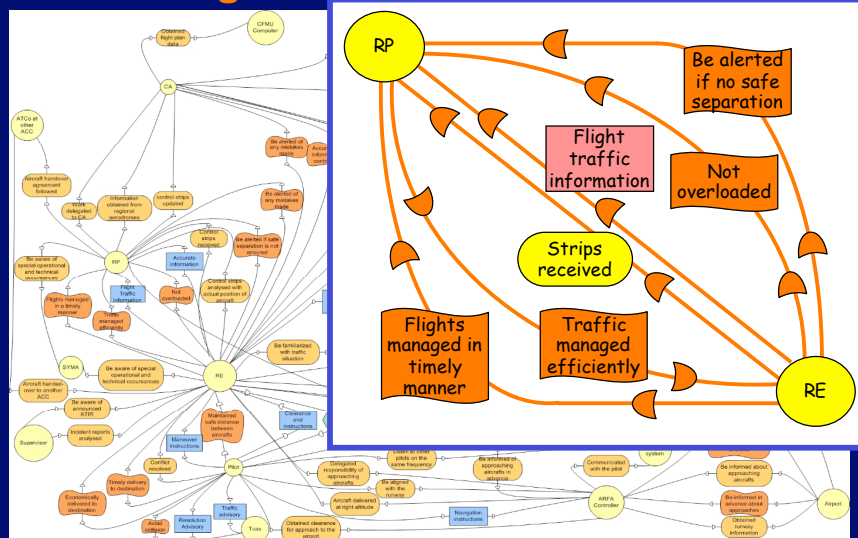 CFMU
Computer
Obtained
flight plan
data
CA
ATCo at
other
ACC
Aircraft handover
agreement
followed
Work
delegated
to CA
Information
obtained from
regional
aerodromes
control strips
updated
Be alerted of
any mistakes
made
Be alerted of
any mistakes
made
Control
strips
received
Be alerted if safe
separation is not
ensured
RP
Accurate
information
Be aware of
special operational
and technical
Flight
Traffic
information
Not
overloaded
Control strips
analysed with
actual position of
aircraft
Flights managed
in a timely
manner
Traffic
managed
efficiently
Be familiarized
with traffic
situation
SYMA
Be aware of special
operational and
technical occurences
RE
Aircraft handed-
over to another
ACC
Be aware of
announced
ATIR
Supervisor
Incident reports
analysed
Maintained
safe distance
between
aircrafts
Clearance
and
Maneuver
instructions
Conflict
resolved
Pilot
Timely delivery
to destination
Economically
delivered to
destination
Avoid
collision
Resolution
Advisory
Traffic
advisory
Obtained clearance
for approach to the
airport
Delegated
responsibility of
approaching
aircrafts
pilots on
the same frequency
Be aligned
with the
runway
Aircraft delivered
at right altitude
Be informed of
approaching
aircrafts in
advance
Navigation
instructions
Communicated
with the pilot
system
ARFA
Controller
Be informed about
approaching
aircrafts
Be informed in
advance about
approaches
Obtained
runway
information
Airport
RP
Be alerted
if no safe
separation
Flight
traffic
information
Not
overloaded
Strips
received
Flights
managed in
timely
manner
Traffic
managed
efficiently
RE